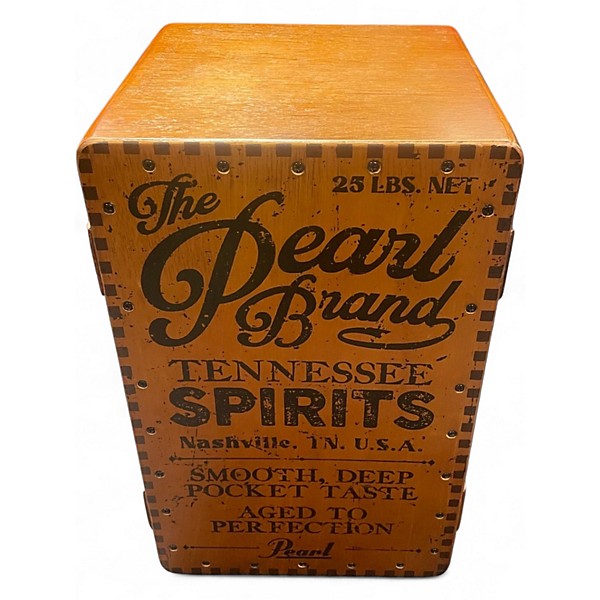 25 LBS. NET
The
Pearl
Brand
TENNESSEE
SPIRITS
Nashville, TN. U.S.A.
SMOOTH, DEEP
POCKET TASTE
AGED TO
PERFECTION
Pearl